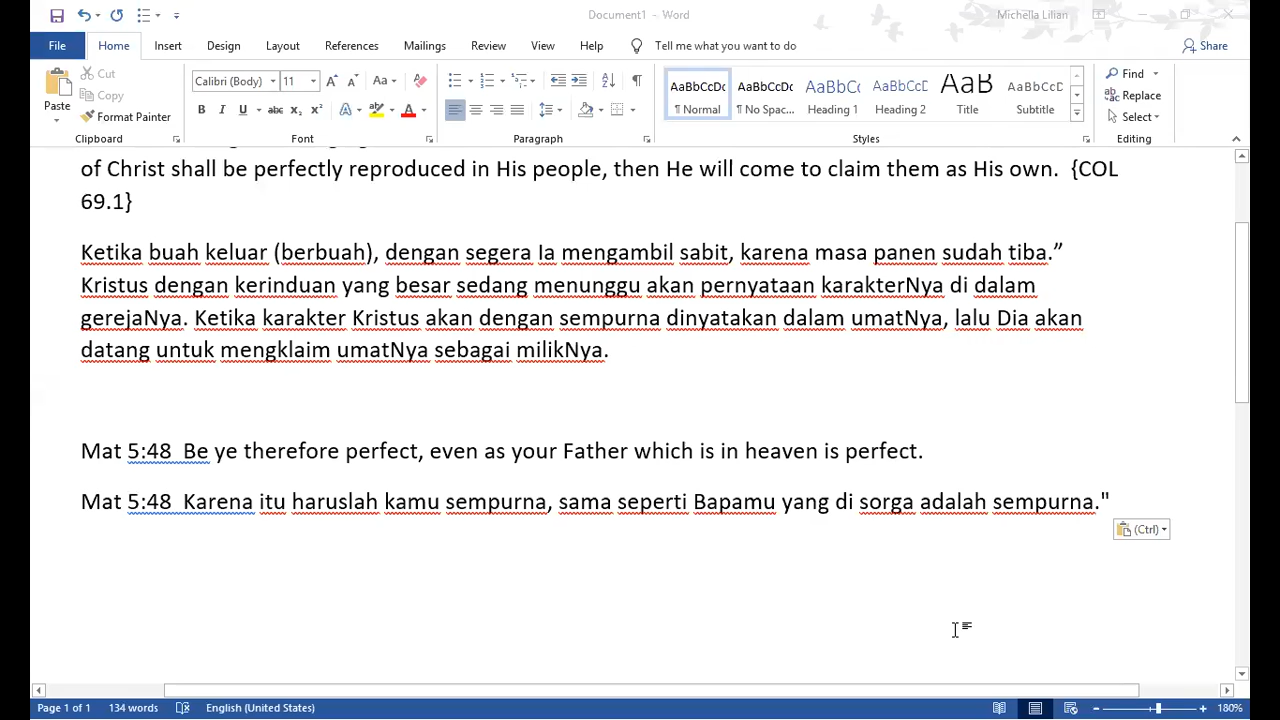 Document1 - Word
Michella Lilian
File Home Insert Design Layout References Mailings Review View Help Tell me what you want to do Share
Paste
Cut
Copy
Format Painter
Calibri (Body) 11
AaBbCcDc AaBbCcDc AaBbCc AaBbCcD AaB AaBbCcD
¶ Normal ¶ No Spac... Heading 1 Heading 2 Title Subtitle
Find
Replace
Select
Clipboard Font Paragraph Styles Editing
of Christ shall be perfectly reproduced in His people, then He will come to claim them as His own.  {COL
69.1}
Ketika buah keluar (berbuah), dengan segera Ia mengambil sabit, karena masa panen sudah tiba.”
Kristus dengan kerinduan yang besar sedang menunggu akan pernyataan karakterNya di dalam
gerejaNya. Ketika karakter Kristus akan dengan sempurna dinyatakan dalam umatNya, lalu Dia akan
datang untuk mengklaim umatNya sebagai milikNya.
Mat 5:48  Be ye therefore perfect, even as your Father which is in heaven is perfect.
Mat 5:48  Karena itu haruslah kamu sempurna, sama seperti Bapamu yang di sorga adalah sempurna."
(Ctrl)
Page 1 of 1 134 words English (United States) 180%